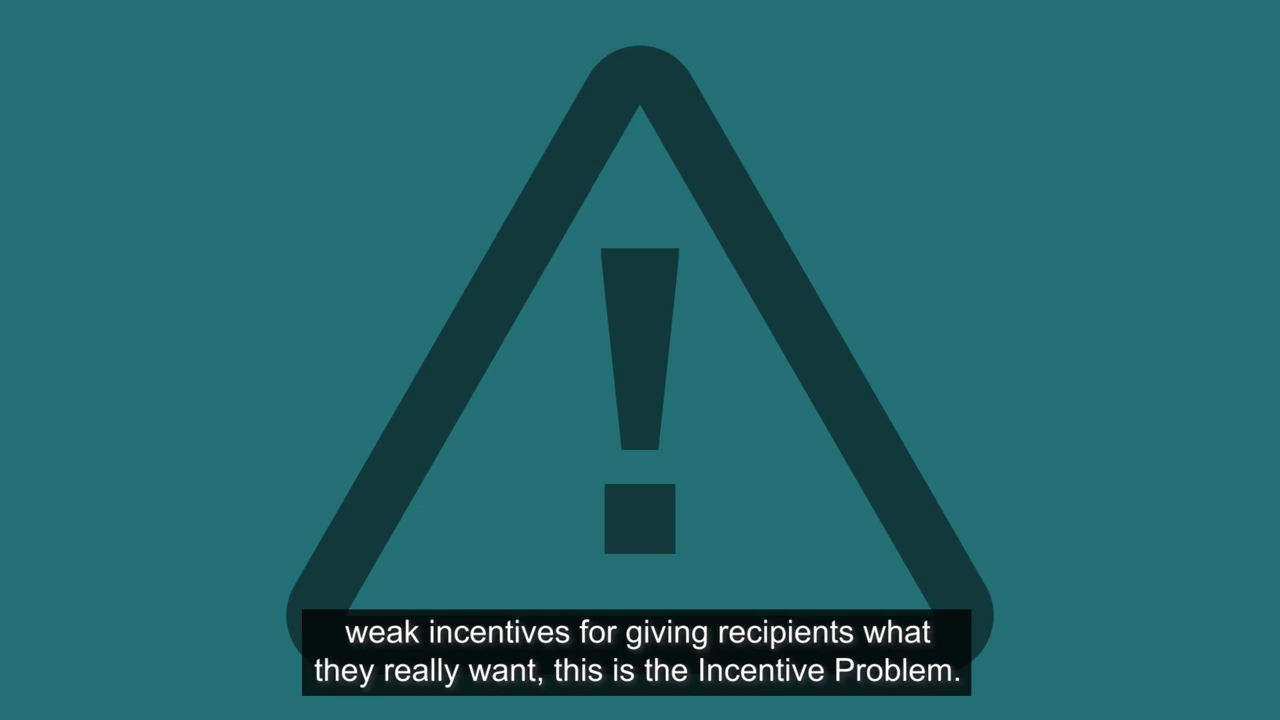 !
weak incentives for giving recipients what
they really want, this is the Incentive Problem.